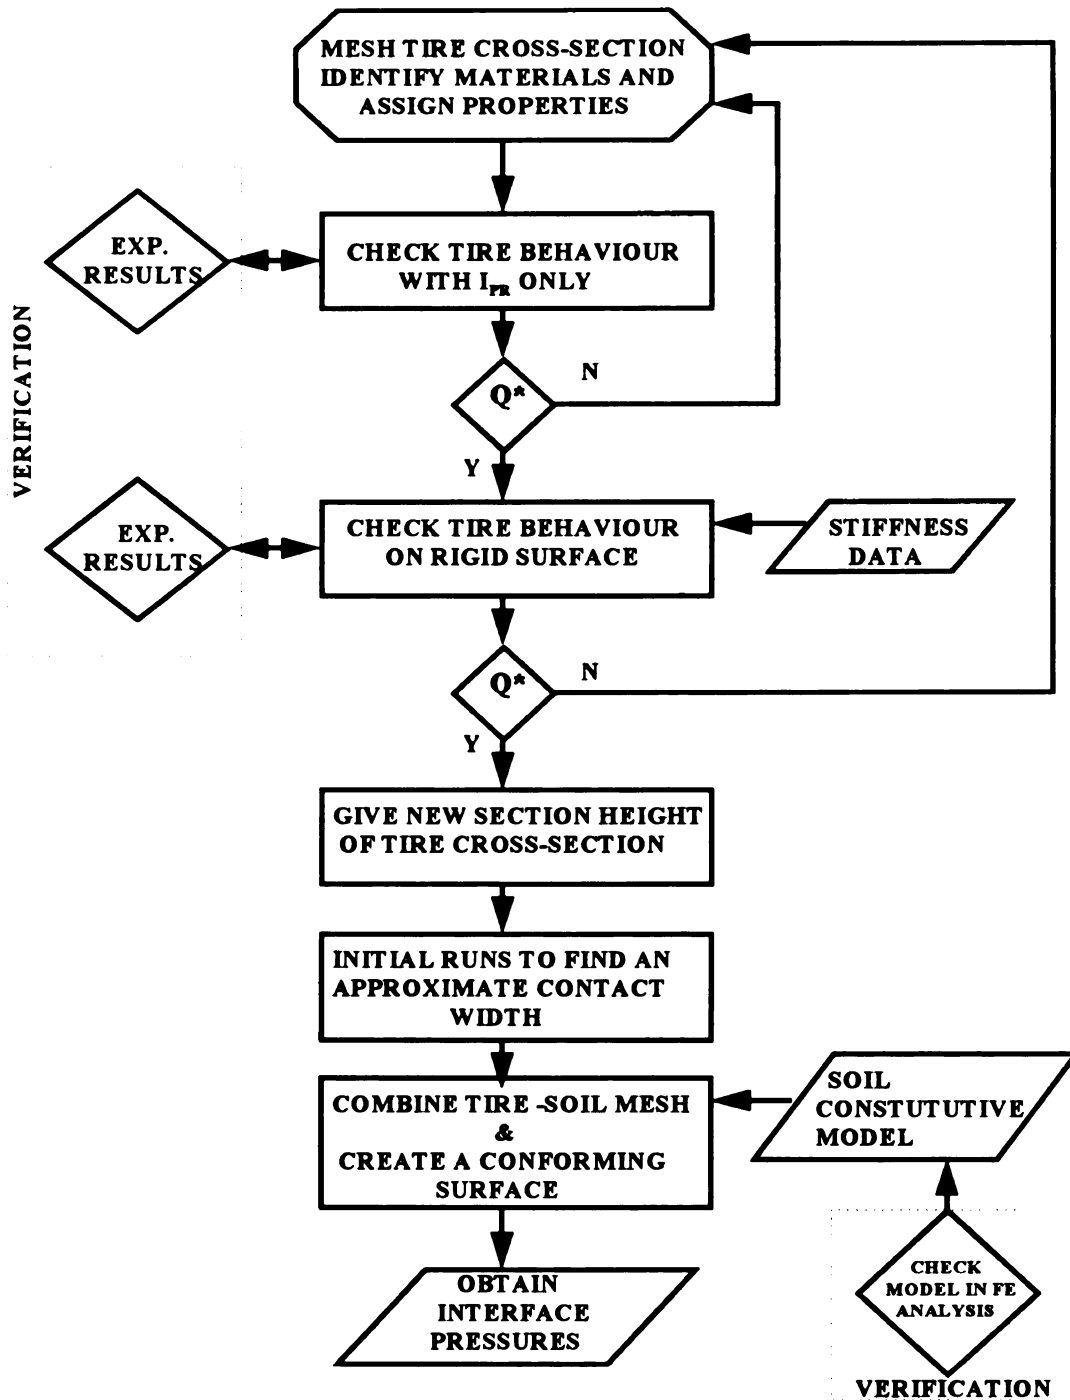 MESH TIRE CROSS-SECTION
IDENTIFY MATERIALS AND
ASSIGN PROPERTIES
EXP.
RESULTS
CHECK TIRE BEHAVIOUR
WITH I_PR ONLY
VERIFICATION
Q*
N
Y
EXP.
RESULTS
CHECK TIRE BEHAVIOUR
ON RIGID SURFACE
STIFFNESS
DATA
Q*
N
Y
GIVE NEW SECTION HEIGHT
OF TIRE CROSS-SECTION
INITIAL RUNS TO FIND AN
APPROXIMATE CONTACT
WIDTH
COMBINE TIRE -SOIL MESH
&
CREATE A CONFORMING
SURFACE
SOIL
CONSTUTUTIVE
MODEL
OBTAIN
INTERFACE
PRESSURES
CHECK
MODEL IN FE
ANALYSIS
VERIFICATION